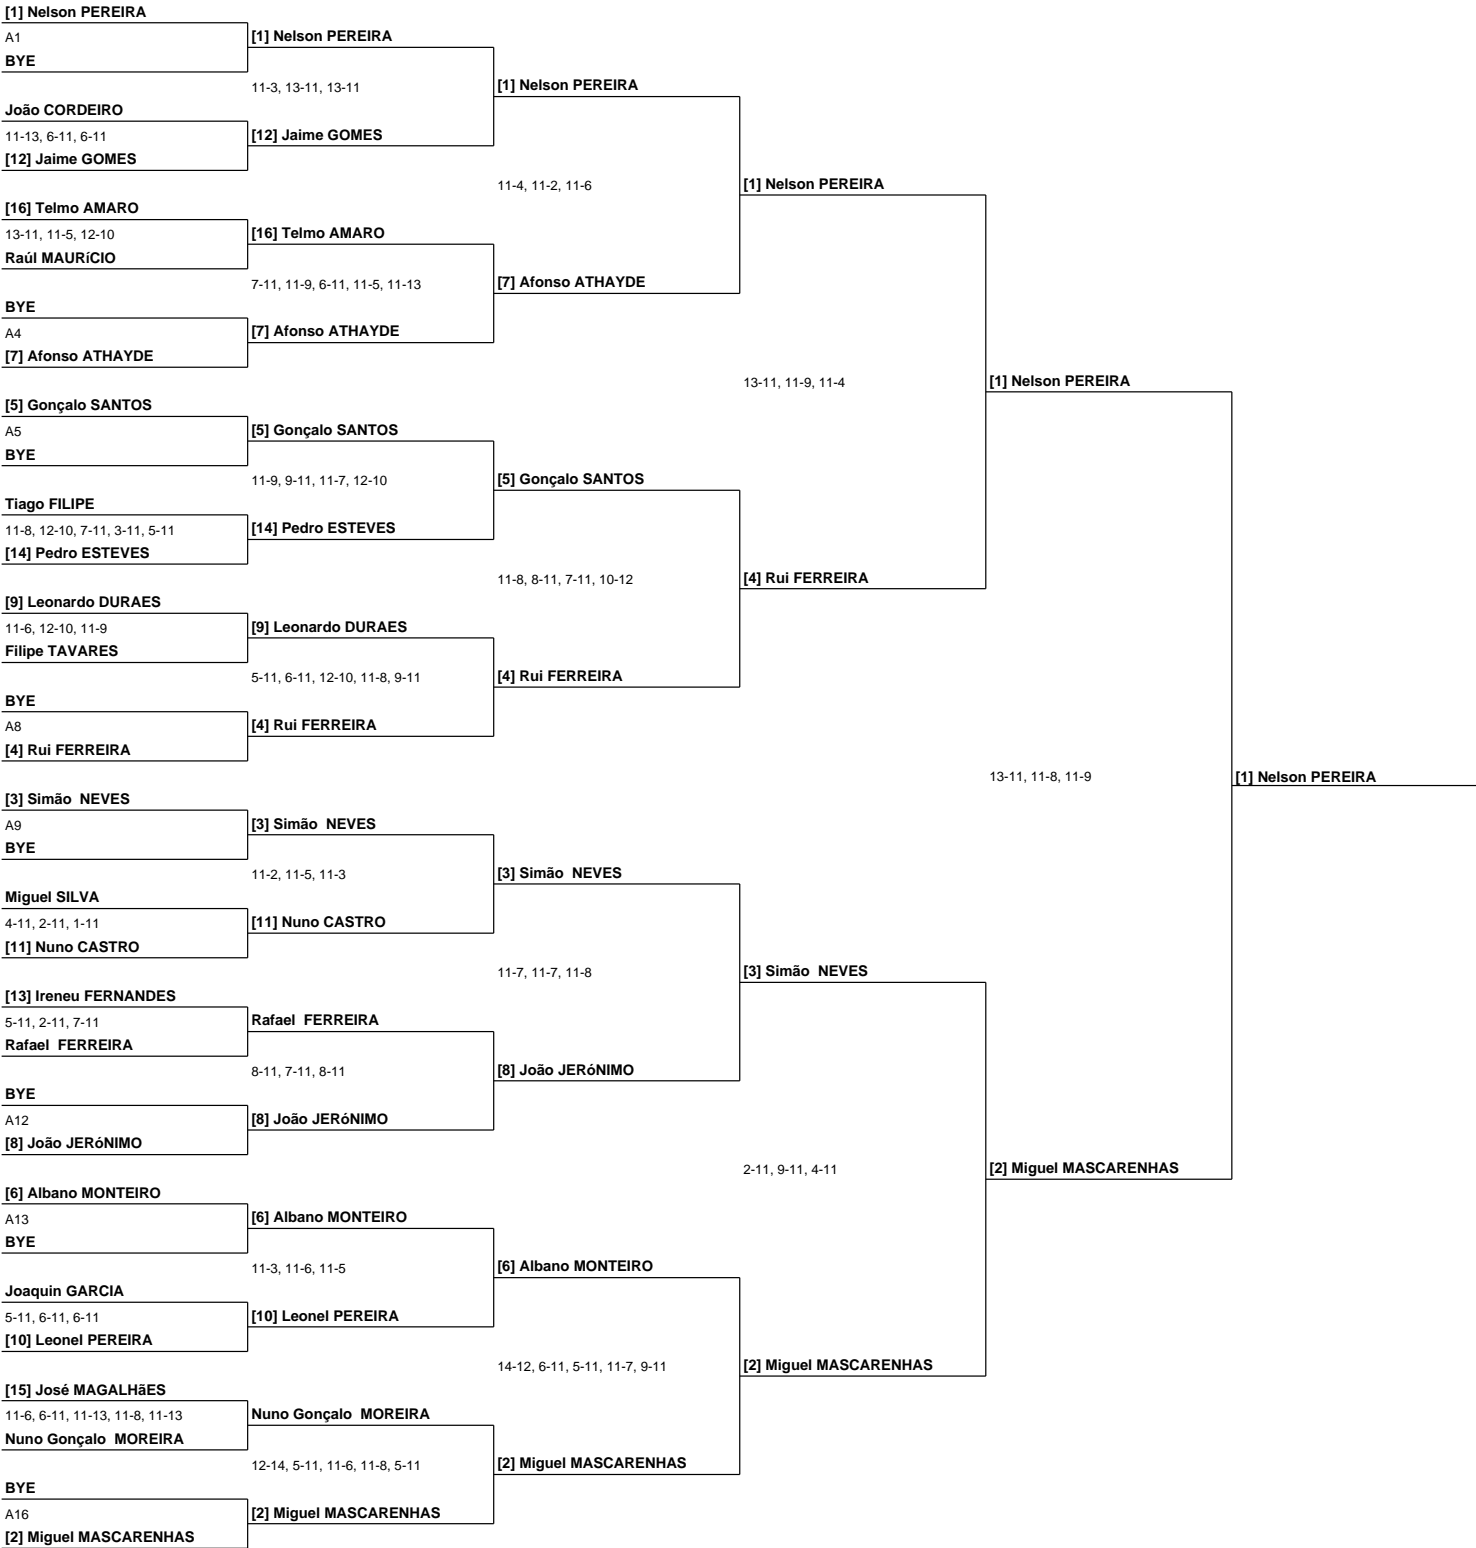 [1] Nelson PEREIRA
A1
BYE
João CORDEIRO
11-13, 6-11, 6-11
[12] Jaime GOMES
[16] Telmo AMARO
13-11, 11-5, 12-10
Raúl MAURíCIO
BYE
A4
[7] Afonso ATHAYDE
[5] Gonçalo SANTOS
A5
BYE
Tiago FILIPE
11-8, 12-10, 7-11, 3-11, 5-11
[14] Pedro ESTEVES
[9] Leonardo DURAES
11-6, 12-10, 11-9
Filipe TAVARES
BYE
A8
[4] Rui FERREIRA
[3] Simão  NEVES
A9
BYE
Miguel SILVA
4-11, 2-11, 1-11
[11] Nuno CASTRO
[13] Ireneu FERNANDES
5-11, 2-11, 7-11
Rafael  FERREIRA
BYE
A12
[8] João JERóNIMO
[6] Albano MONTEIRO
A13
BYE
Joaquin GARCIA
5-11, 6-11, 6-11
[10] Leonel PEREIRA
[15] José MAGALHãES
11-6, 6-11, 11-13, 11-8, 11-13
Nuno Gonçalo  MOREIRA
BYE
A16
[2] Miguel MASCARENHAS
[1] Nelson PEREIRA
11-3, 13-11, 13-11
[12] Jaime GOMES
[16] Telmo AMARO
7-11, 11-9, 6-11, 11-5, 11-13
[7] Afonso ATHAYDE
[5] Gonçalo SANTOS
11-9, 9-11, 11-7, 12-10
[14] Pedro ESTEVES
[9] Leonardo DURAES
5-11, 6-11, 12-10, 11-8, 9-11
[4] Rui FERREIRA
[3] Simão  NEVES
11-2, 11-5, 11-3
[11] Nuno CASTRO
Rafael  FERREIRA
8-11, 7-11, 8-11
[8] João JERóNIMO
[6] Albano MONTEIRO
11-3, 11-6, 11-5
[10] Leonel PEREIRA
Nuno Gonçalo  MOREIRA
12-14, 5-11, 11-6, 11-8, 5-11
[2] Miguel MASCARENHAS
[1] Nelson PEREIRA
11-4, 11-2, 11-6
[7] Afonso ATHAYDE
[5] Gonçalo SANTOS
11-8, 8-11, 7-11, 10-12
[4] Rui FERREIRA
[3] Simão  NEVES
11-7, 11-7, 11-8
[8] João JERóNIMO
[6] Albano MONTEIRO
14-12, 6-11, 5-11, 11-7, 9-11
[2] Miguel MASCARENHAS
[1] Nelson PEREIRA
13-11, 11-9, 11-4
[4] Rui FERREIRA
[3] Simão  NEVES
2-11, 9-11, 4-11
[2] Miguel MASCARENHAS
[1] Nelson PEREIRA
13-11, 11-8, 11-9
[2] Miguel MASCARENHAS
[1] Nelson PEREIRA